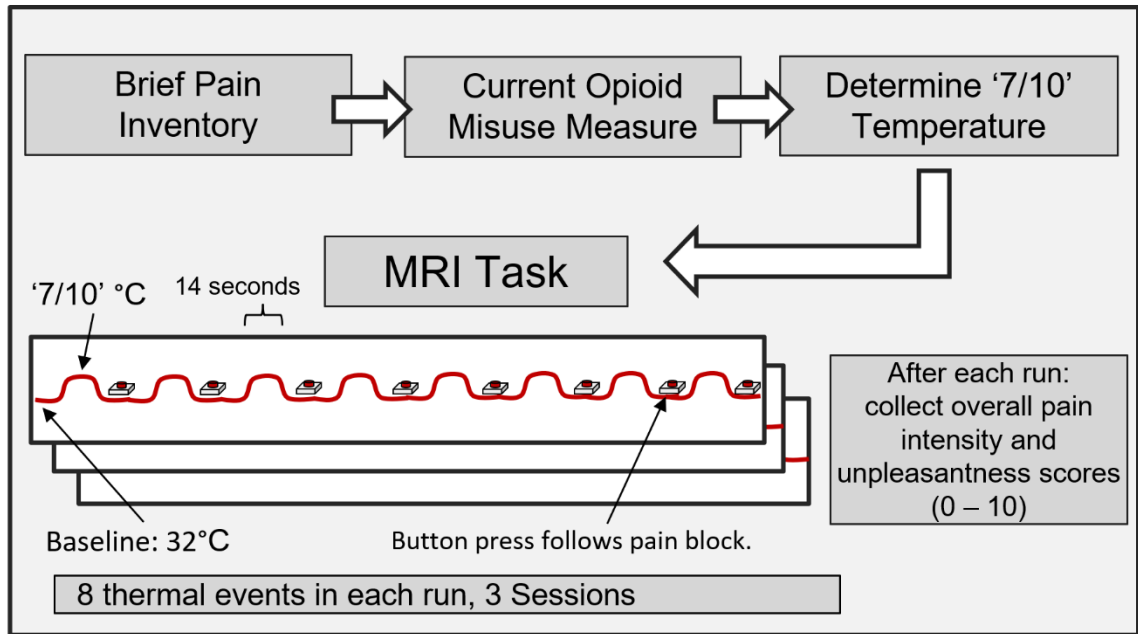 Brief Pain
Inventory
Current Opioid
Misuse Measure
Determine ‘7/10’
Temperature
MRI Task
‘7/10’ °C
14 seconds
After each run:
collect overall pain
intensity and
unpleasantness scores
(0 – 10)
Baseline: 32°C
Button press follows pain block.
8 thermal events in each run, 3 Sessions